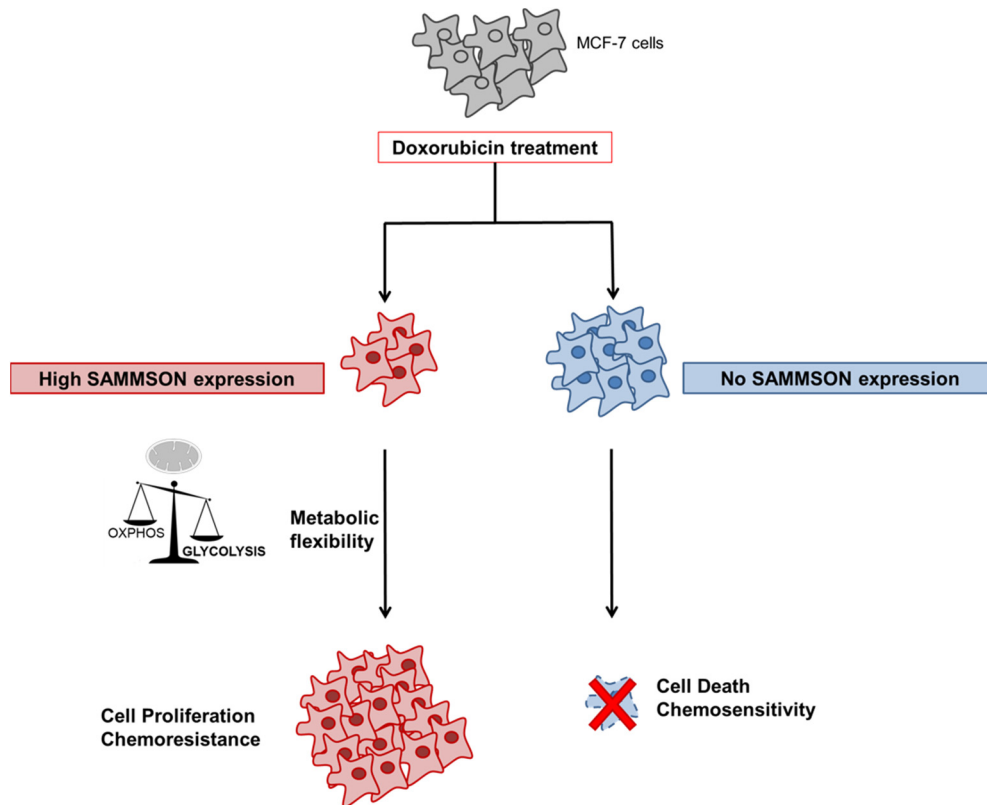 MCF-7 cells
Doxorubicin treatment
High SAMMSON expression
No SAMMSON expression
OXPHOS
GLYCOLYSIS
Metabolic
flexibility
Cell Proliferation
Chemoresistance
Cell Death
Chemosensitivity